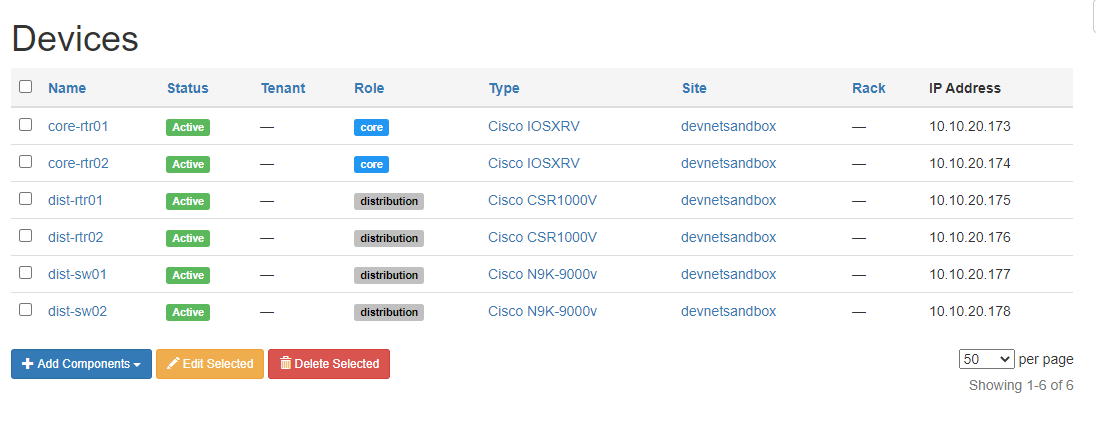 Devices
Name Status Tenant Role Type Site Rack IP Address
core-rtr01 Active — core Cisco IOSXRV devnetsandbox — 10.10.20.173
core-rtr02 Active — core Cisco IOSXRV devnetsandbox — 10.10.20.174
dist-rtr01 Active — distribution Cisco CSR1000V devnetsandbox — 10.10.20.175
dist-rtr02 Active — distribution Cisco CSR1000V devnetsandbox — 10.10.20.176
dist-sw01 Active — distribution Cisco N9K-9000v devnetsandbox — 10.10.20.177
dist-sw02 Active — distribution Cisco N9K-9000v devnetsandbox — 10.10.20.178
Add Components Edit Selected Delete Selected 50 per page
Showing 1-6 of 6